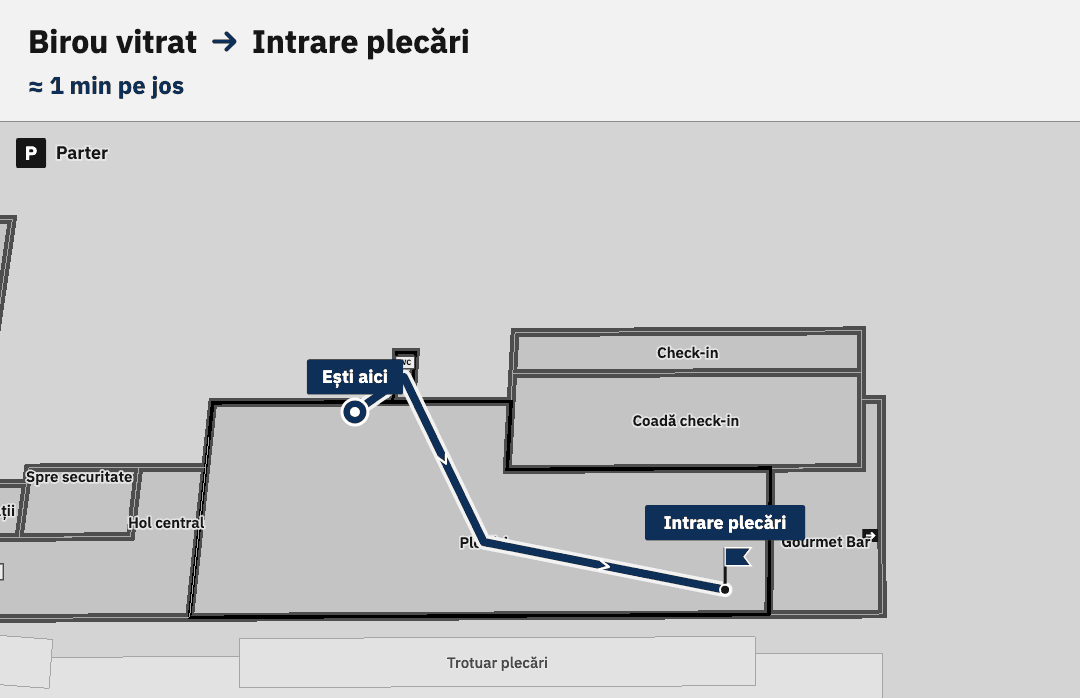 Birou vitrat → Intrare plecări
≈ 1 min pe jos
P Parter
Check-in
Ești aici
Coadă check-in
Spre securitate
Hol central
Intrare plecări
Gourmet Bar
Trotuar plecări